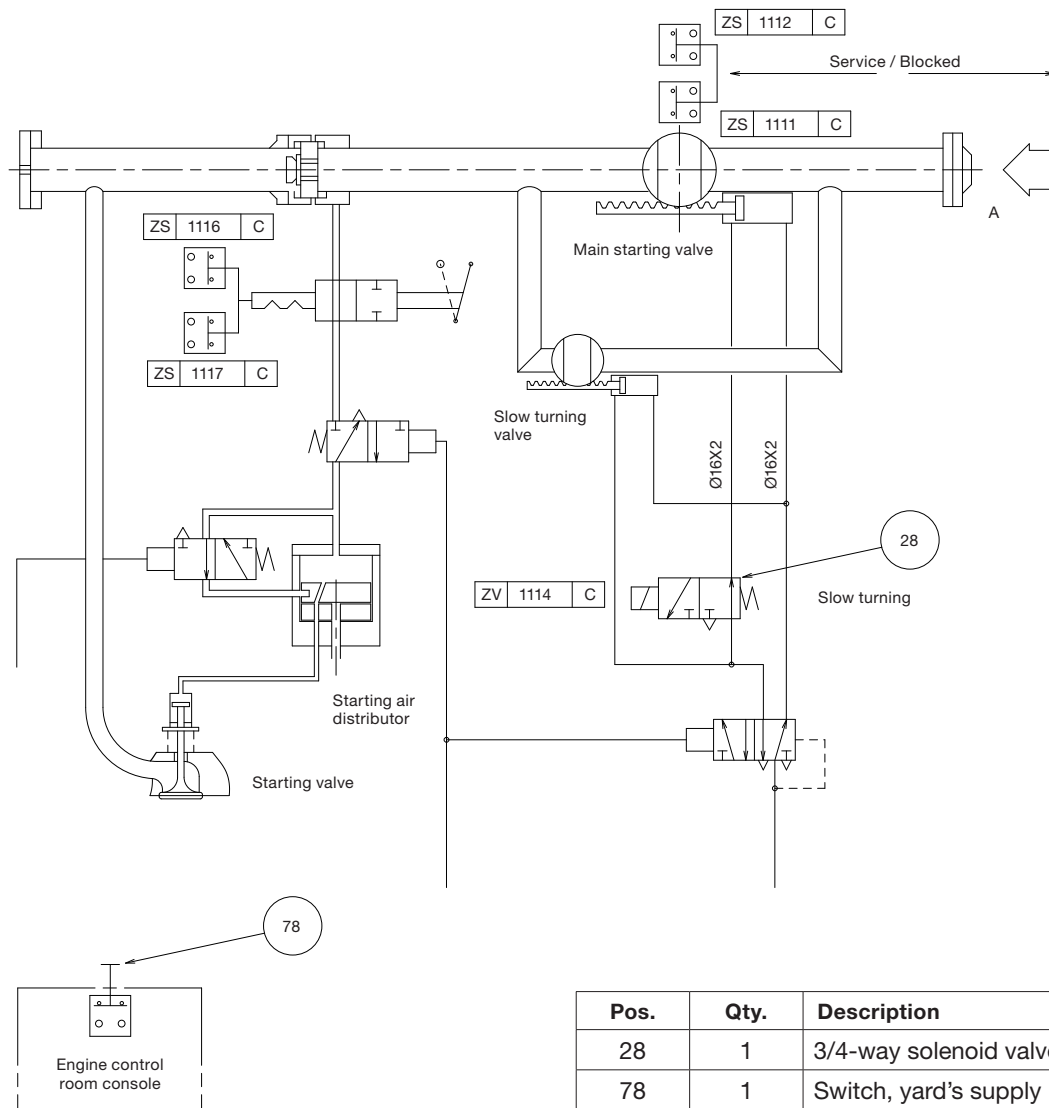 ZS 1112 C
Service / Blocked
ZS 1111 C
A
ZS 1116 C
Main starting valve
ZS 1117 C
Slow turning
valve
Ø16X2
Ø16X2
28
ZV 1114 C
Slow turning
Starting air
distributor
Starting valve
78
Engine control
room console
Pos. Qty. Description
28 1 3/4-way solenoid valve
78 1 Switch, yard's supply